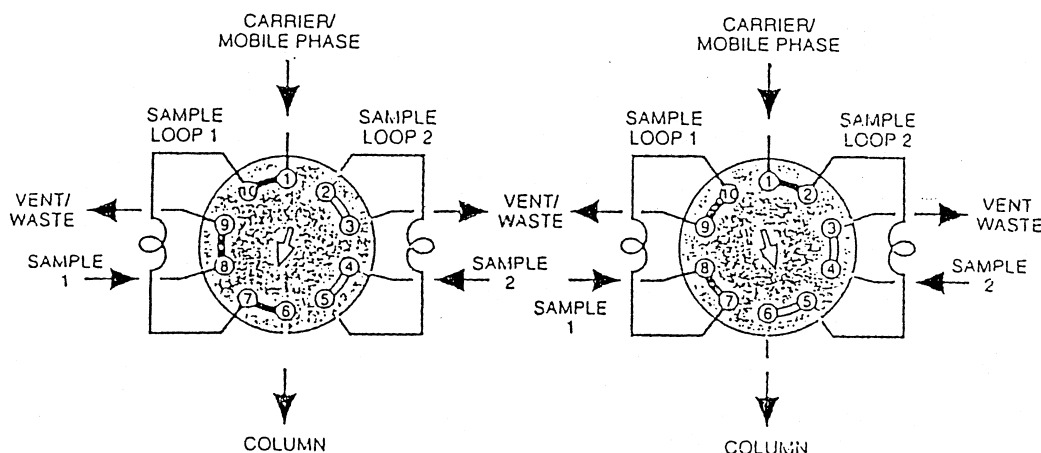 CARRIER/
MOBILE PHASE
CARRIER/
MOBILE PHASE
SAMPLE
LOOP 1
SAMPLE
LOOP 2
SAMPLE
LOOP 1
SAMPLE
LOOP 2
10
1
2
10
1
2
VENT/
WASTE
9
3
VENT/
WASTE
9
3
VENT
WASTE
SAMPLE
1
8
4
SAMPLE
2
8
4
SAMPLE
2
7
6
5
SAMPLE
1
7
6
5
COLUMN
COLUMN